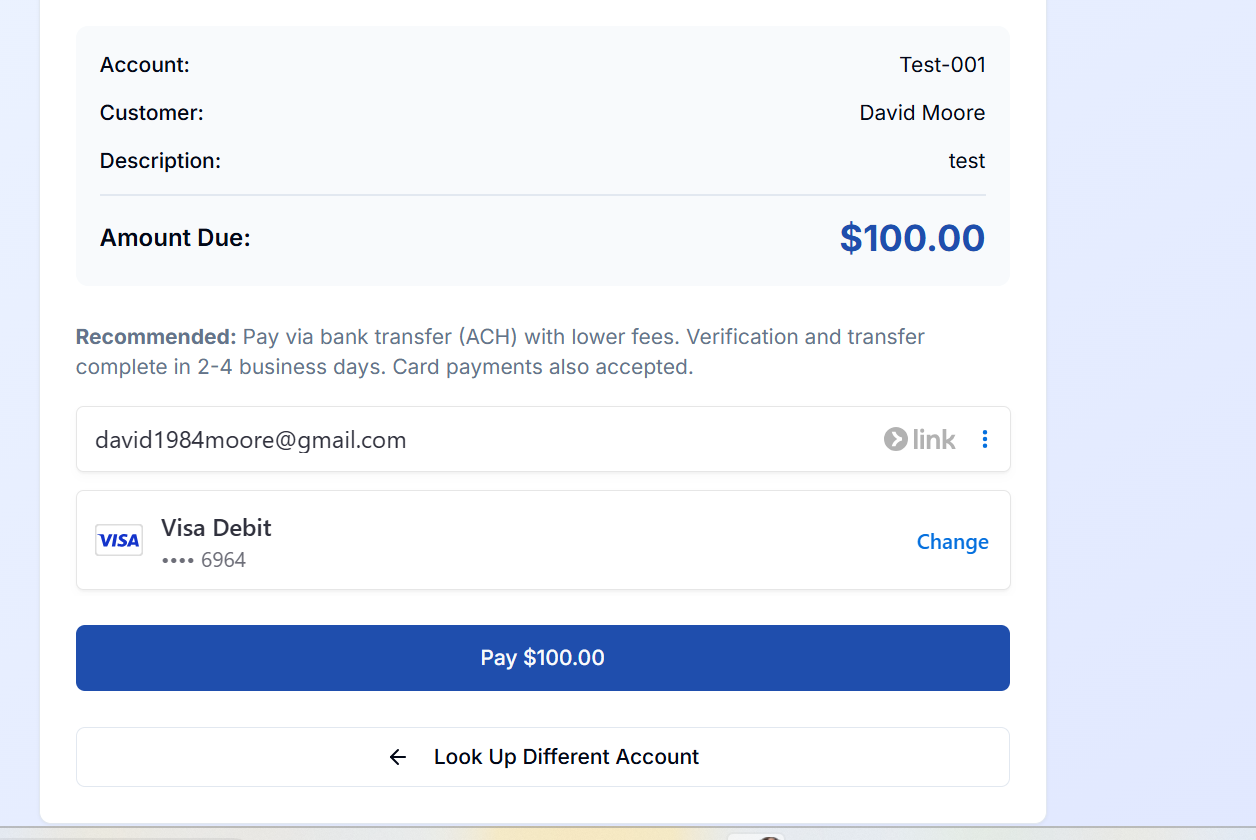 Account: Test-001
Customer: David Moore
Description: test
Amount Due: $100.00
Recommended: Pay via bank transfer (ACH) with lower fees. Verification and transfer
complete in 2-4 business days. Card payments also accepted.
david1984moore@gmail.com link
VISA Visa Debit
•••• 6964
Change
Pay $100.00
← Look Up Different Account